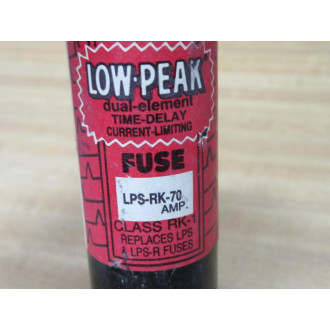 LOW-PEAK
dual-element
TIME-DELAY
CURRENT-LIMITING
FUSE
LPS-RK-70
AMP.
CLASS RK-1
REPLACES LPS
& LPS-R FUSES